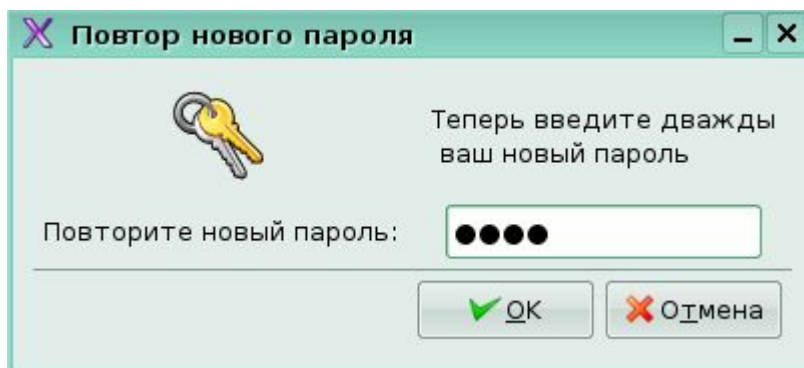 Повтор нового пароля
Теперь введите дважды
ваш новый пароль
Повторите новый пароль: ●●●●
OK
Отмена